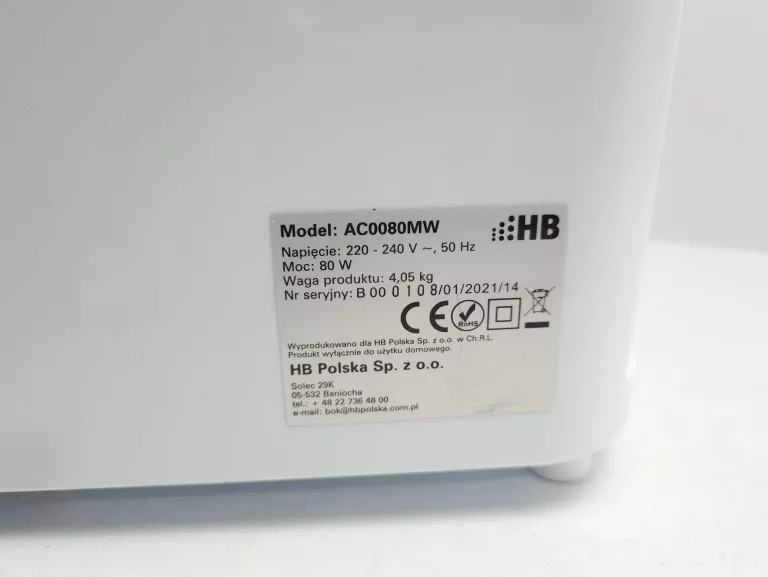 Model: AC0080MW
HB
Napięcie: 220 - 240 V ~, 50 Hz
Moc: 80 W
Waga produktu: 4,05 kg
Nr seryjny: B 00 0 1 0 8/01/2021/14
CE
RoHS
Wyprodukowano dla HB Polska Sp. z o.o. w Ch.R.L.
Produkt wyłącznie do użytku domowego.
HB Polska Sp. z o.o.
Solec 29K
05-532 Baniocha
tel.: + 48 22 736 48 00
e-mail: bok@hbpolska.com.pl